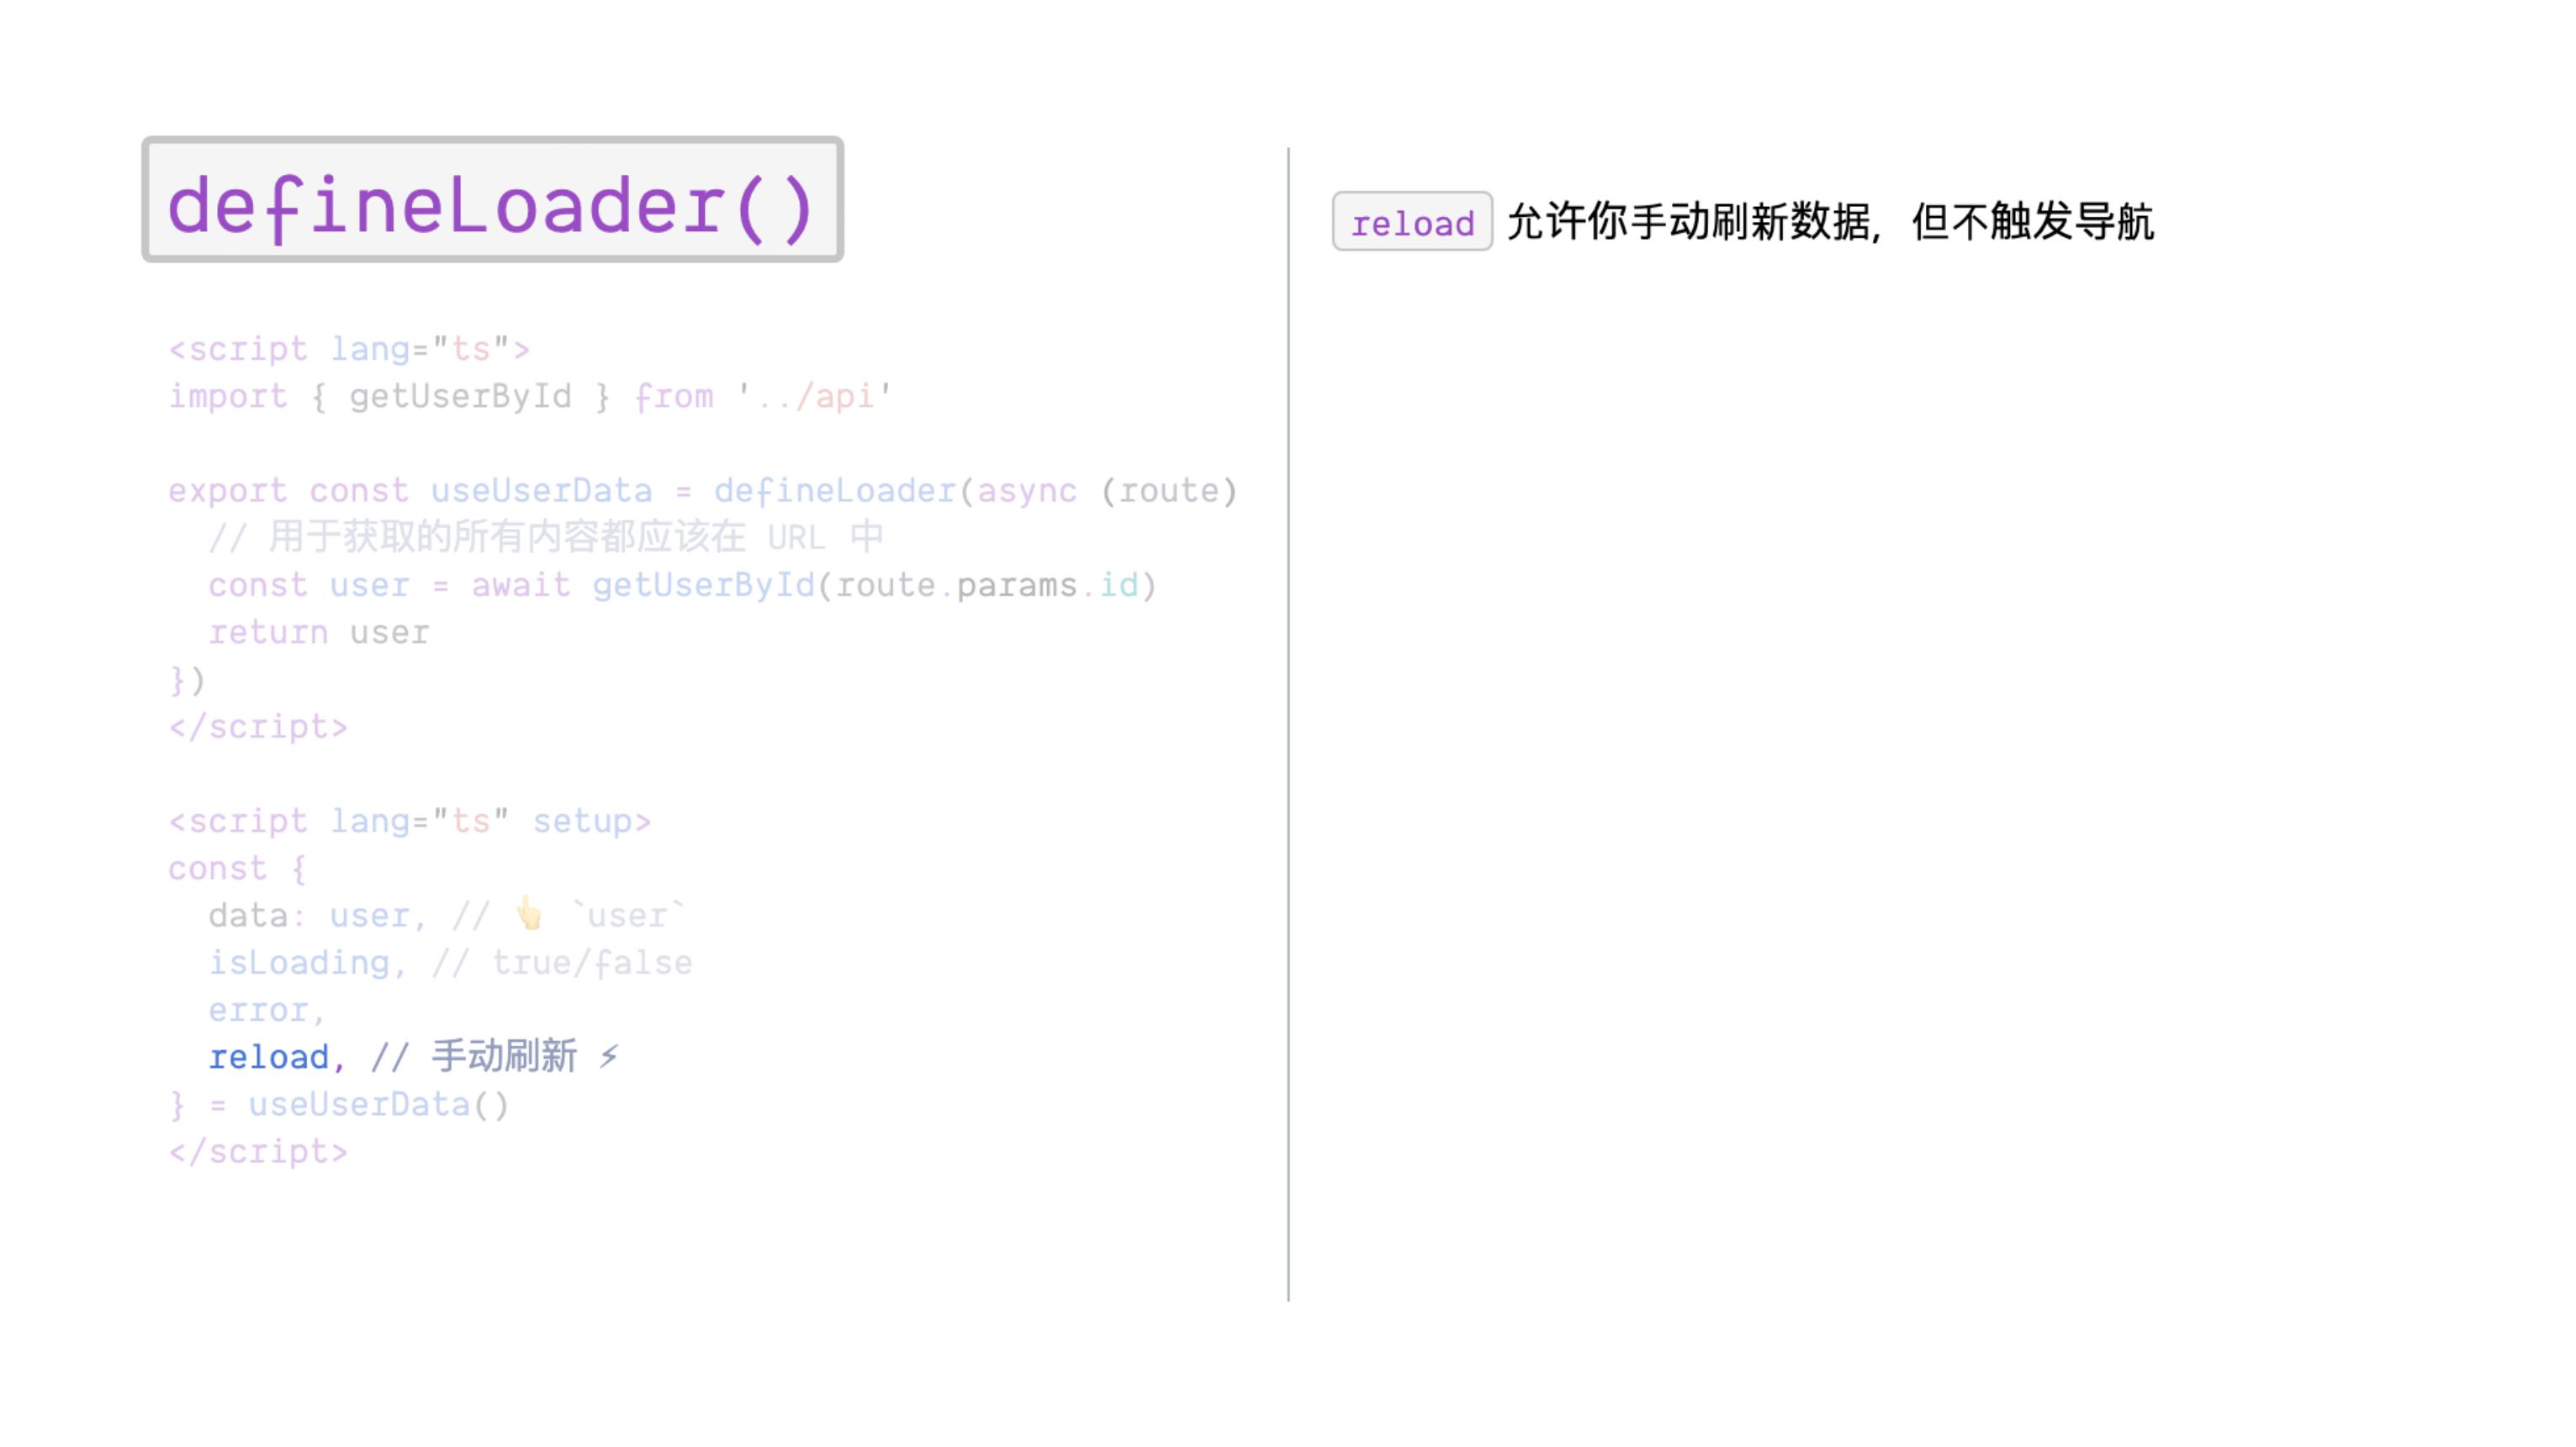 defineLoader()
<script lang="ts">
import { getUserById } from '../api'
export const useUserData = defineLoader(async (route)
  // 用于获取的所有内容都应该在 URL 中
  const user = await getUserById(route.params.id)
  return user
})
</script>
<script lang="ts" setup>
const {
  data: user, // 👆 `user`
  isLoading, // true/false
  error,
  reload, // 手动刷新 ⚡
} = useUserData()
</script>
reload 允许你手动刷新数据，但不触发导航